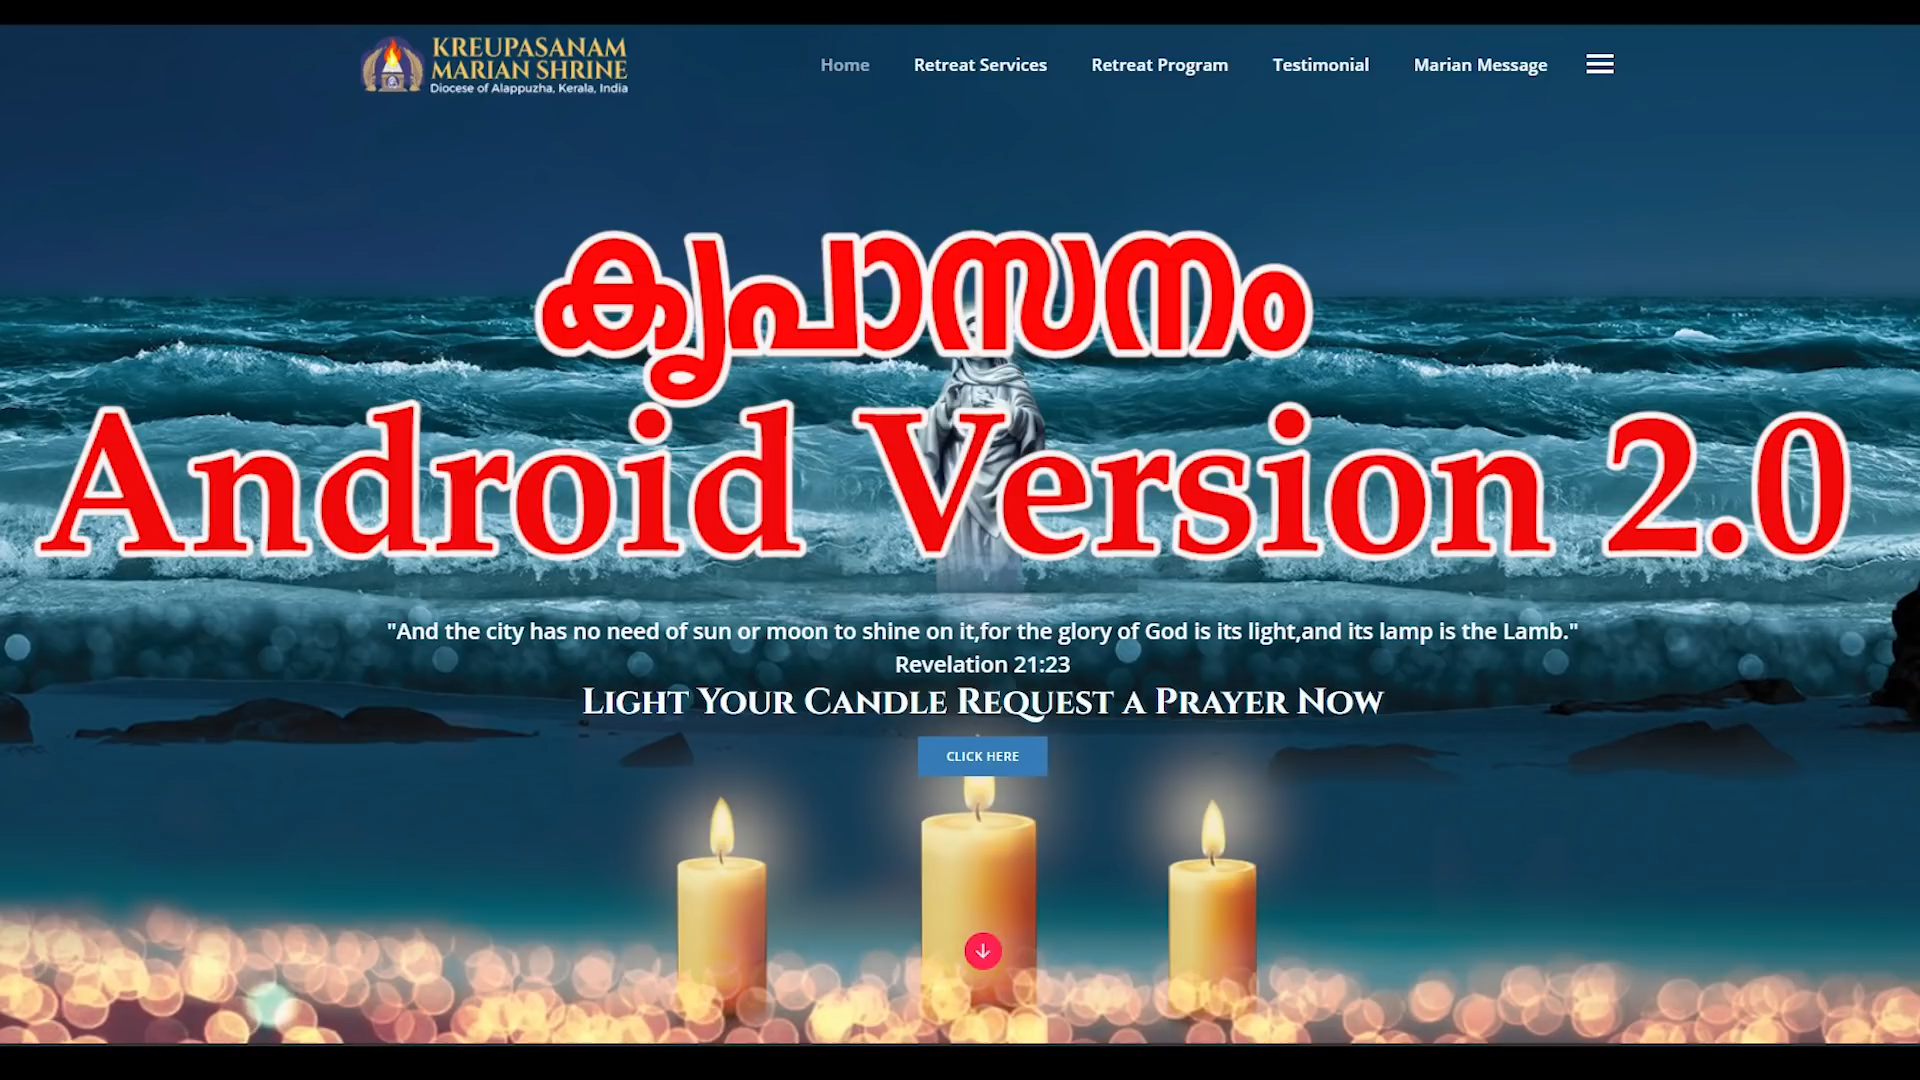 KREUPASANAM
MARIAN SHRINE
Diocese of Alappuzha, Kerala, India
Home
Retreat Services
Retreat Program
Testimonial
Marian Message
കൃപാസനം
Android Version 2.0
"And the city has no need of sun or moon to shine on it,for the glory of God is its light,and its lamp is the Lamb."
Revelation 21:23
Light Your Candle Request a Prayer Now
CLICK HERE